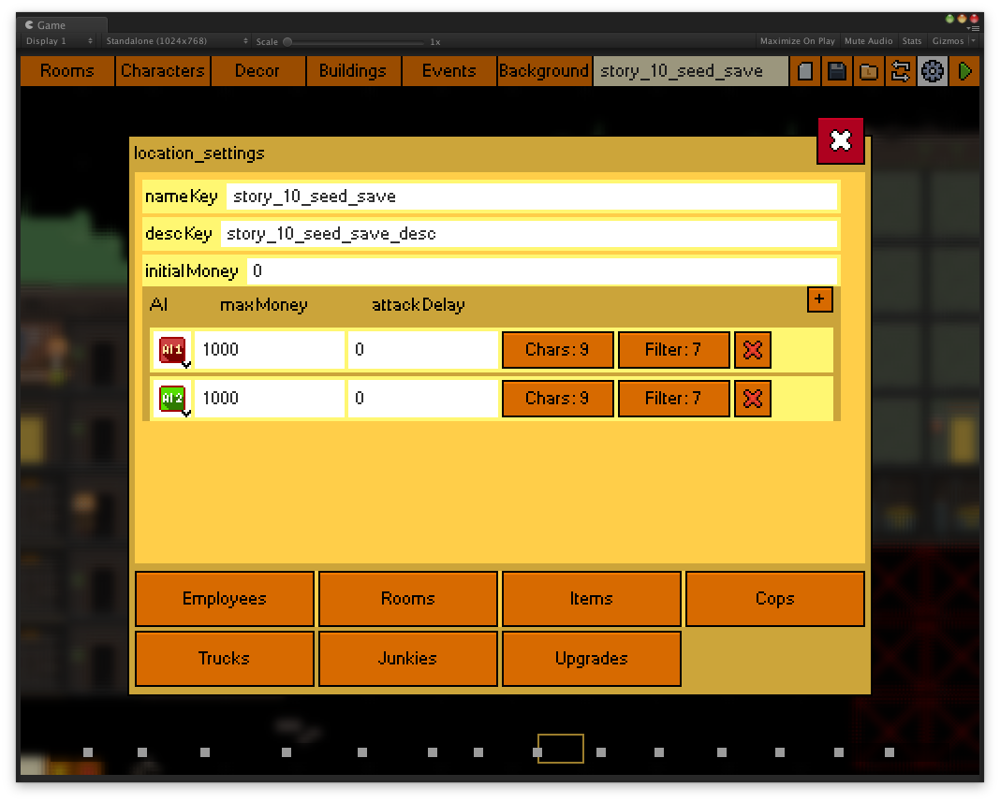 Game
Display 1 Standalone (1024x768) Scale 1x Maximize On Play Mute Audio Stats Gizmos
Rooms Characters Decor Buildings Events Background story_10_seed_save
location_settings
nameKey story_10_seed_save
descKey story_10_seed_save_desc
initialMoney 0
AI maxMoney attackDelay +
AI1 1000 0 Chars: 9 Filter: 7
AI2 1000 0 Chars: 9 Filter: 7
Employees Rooms Items Cops
Trucks Junkies Upgrades